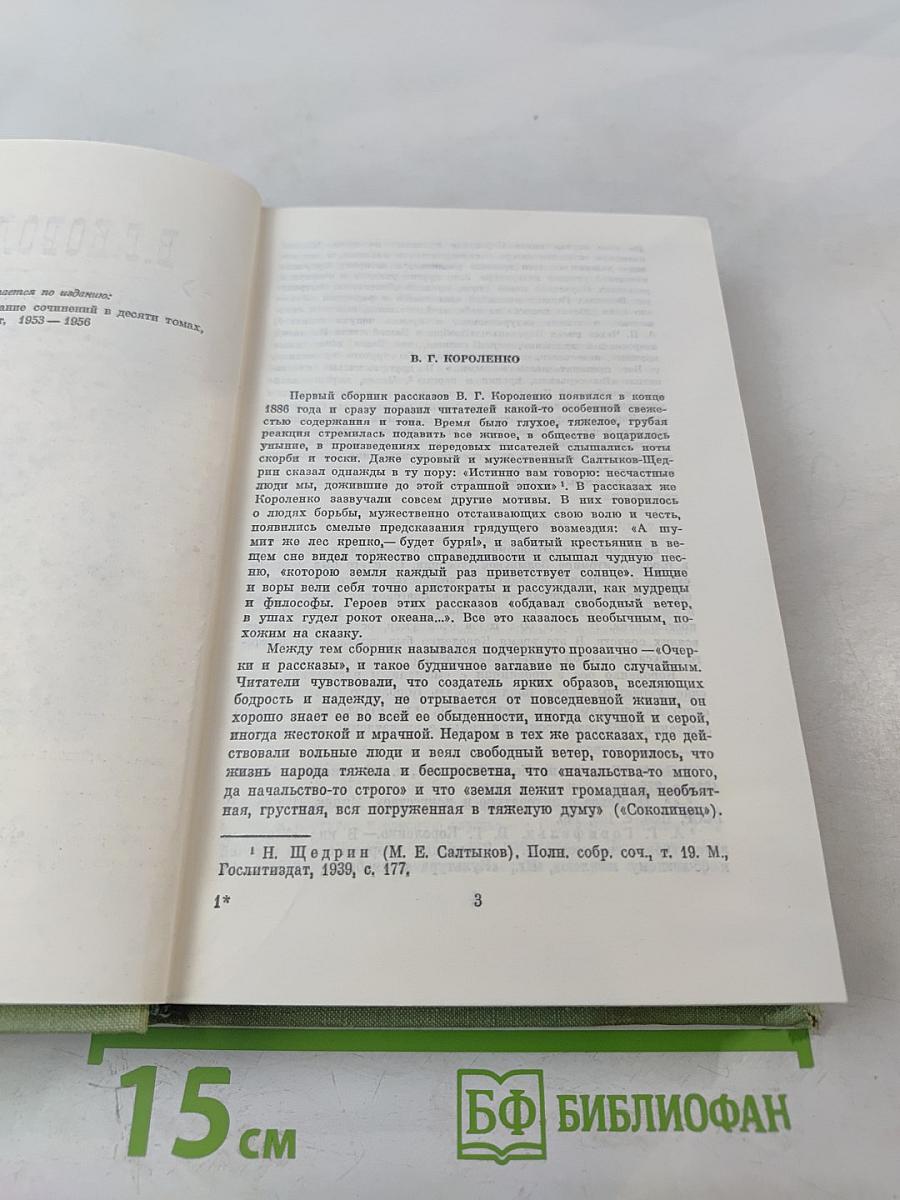 ается по изданию:
ание сочинений в десяти томах,
т, 1953—1956
В. Г. КОРОЛЕНКО
Первый сборник рассказов В. Г. Короленко появился в конце
1886 года и сразу поразил читателей какой-то особенной свеже-
стью содержания и тона. Время было глухое, тяжелое, грубая
реакция стремилась подавить все живое, в обществе воцарилось
уныние, в произведениях передовых писателей слышались ноты
скорби и тоски. Даже суровый и мужественный Салтыков-Щед-
рин сказал однажды в ту пору: «Истинно вам говорю: несчастные
люди мы, дожившие до этой страшной эпохи» ¹. В рассказах же
Короленко зазвучали совсем другие мотивы. В них говорилось
о людях борьбы, мужественно отстаивающих свою волю и честь,
появились смелые предсказания грядущего возмездия: «А шу-
мит же лес крепко,— будет буря!», и забитый крестьянин в ве-
щем сне видел торжество справедливости и слышал чудную пес-
ню, «которою земля каждый раз приветствует солнце». Нищие
и воры вели себя точно аристократы и рассуждали, как мудрецы
и философы. Героев этих рассказов «обдавал свободный ветер,
в ушах гудел рокот океана...». Все это казалось необычным, по-
хожим на сказку.
Между тем сборник назывался подчеркнуто прозаично —«Очер-
ки и рассказы», и такое будничное заглавие не было случайным.
Читатели чувствовали, что создатель ярких образов, вселяющих
бодрость и надежду, не отрывается от повседневной жизни, он
хорошо знает ее во всей ее обыденности, иногда скучной и серой,
иногда жестокой и мрачной. Недаром в тех же рассказах, где дей-
ствовали вольные люди и веял свободный ветер, говорилось, что
жизнь народа тяжела и беспросветна, что «начальства-то много,
да начальство-то строго» и что «земля лежит громадная, необъят-
ная, грустная, вся погруженная в тяжелую думу» («Соколинец»).
¹ Н. Щедрин (М. Е. Салтыков), Полн. собр. соч., т. 19. М.,
Гослитиздат, 1939, с. 177.
1*
3
15 см
БФ БИБЛИОФАН